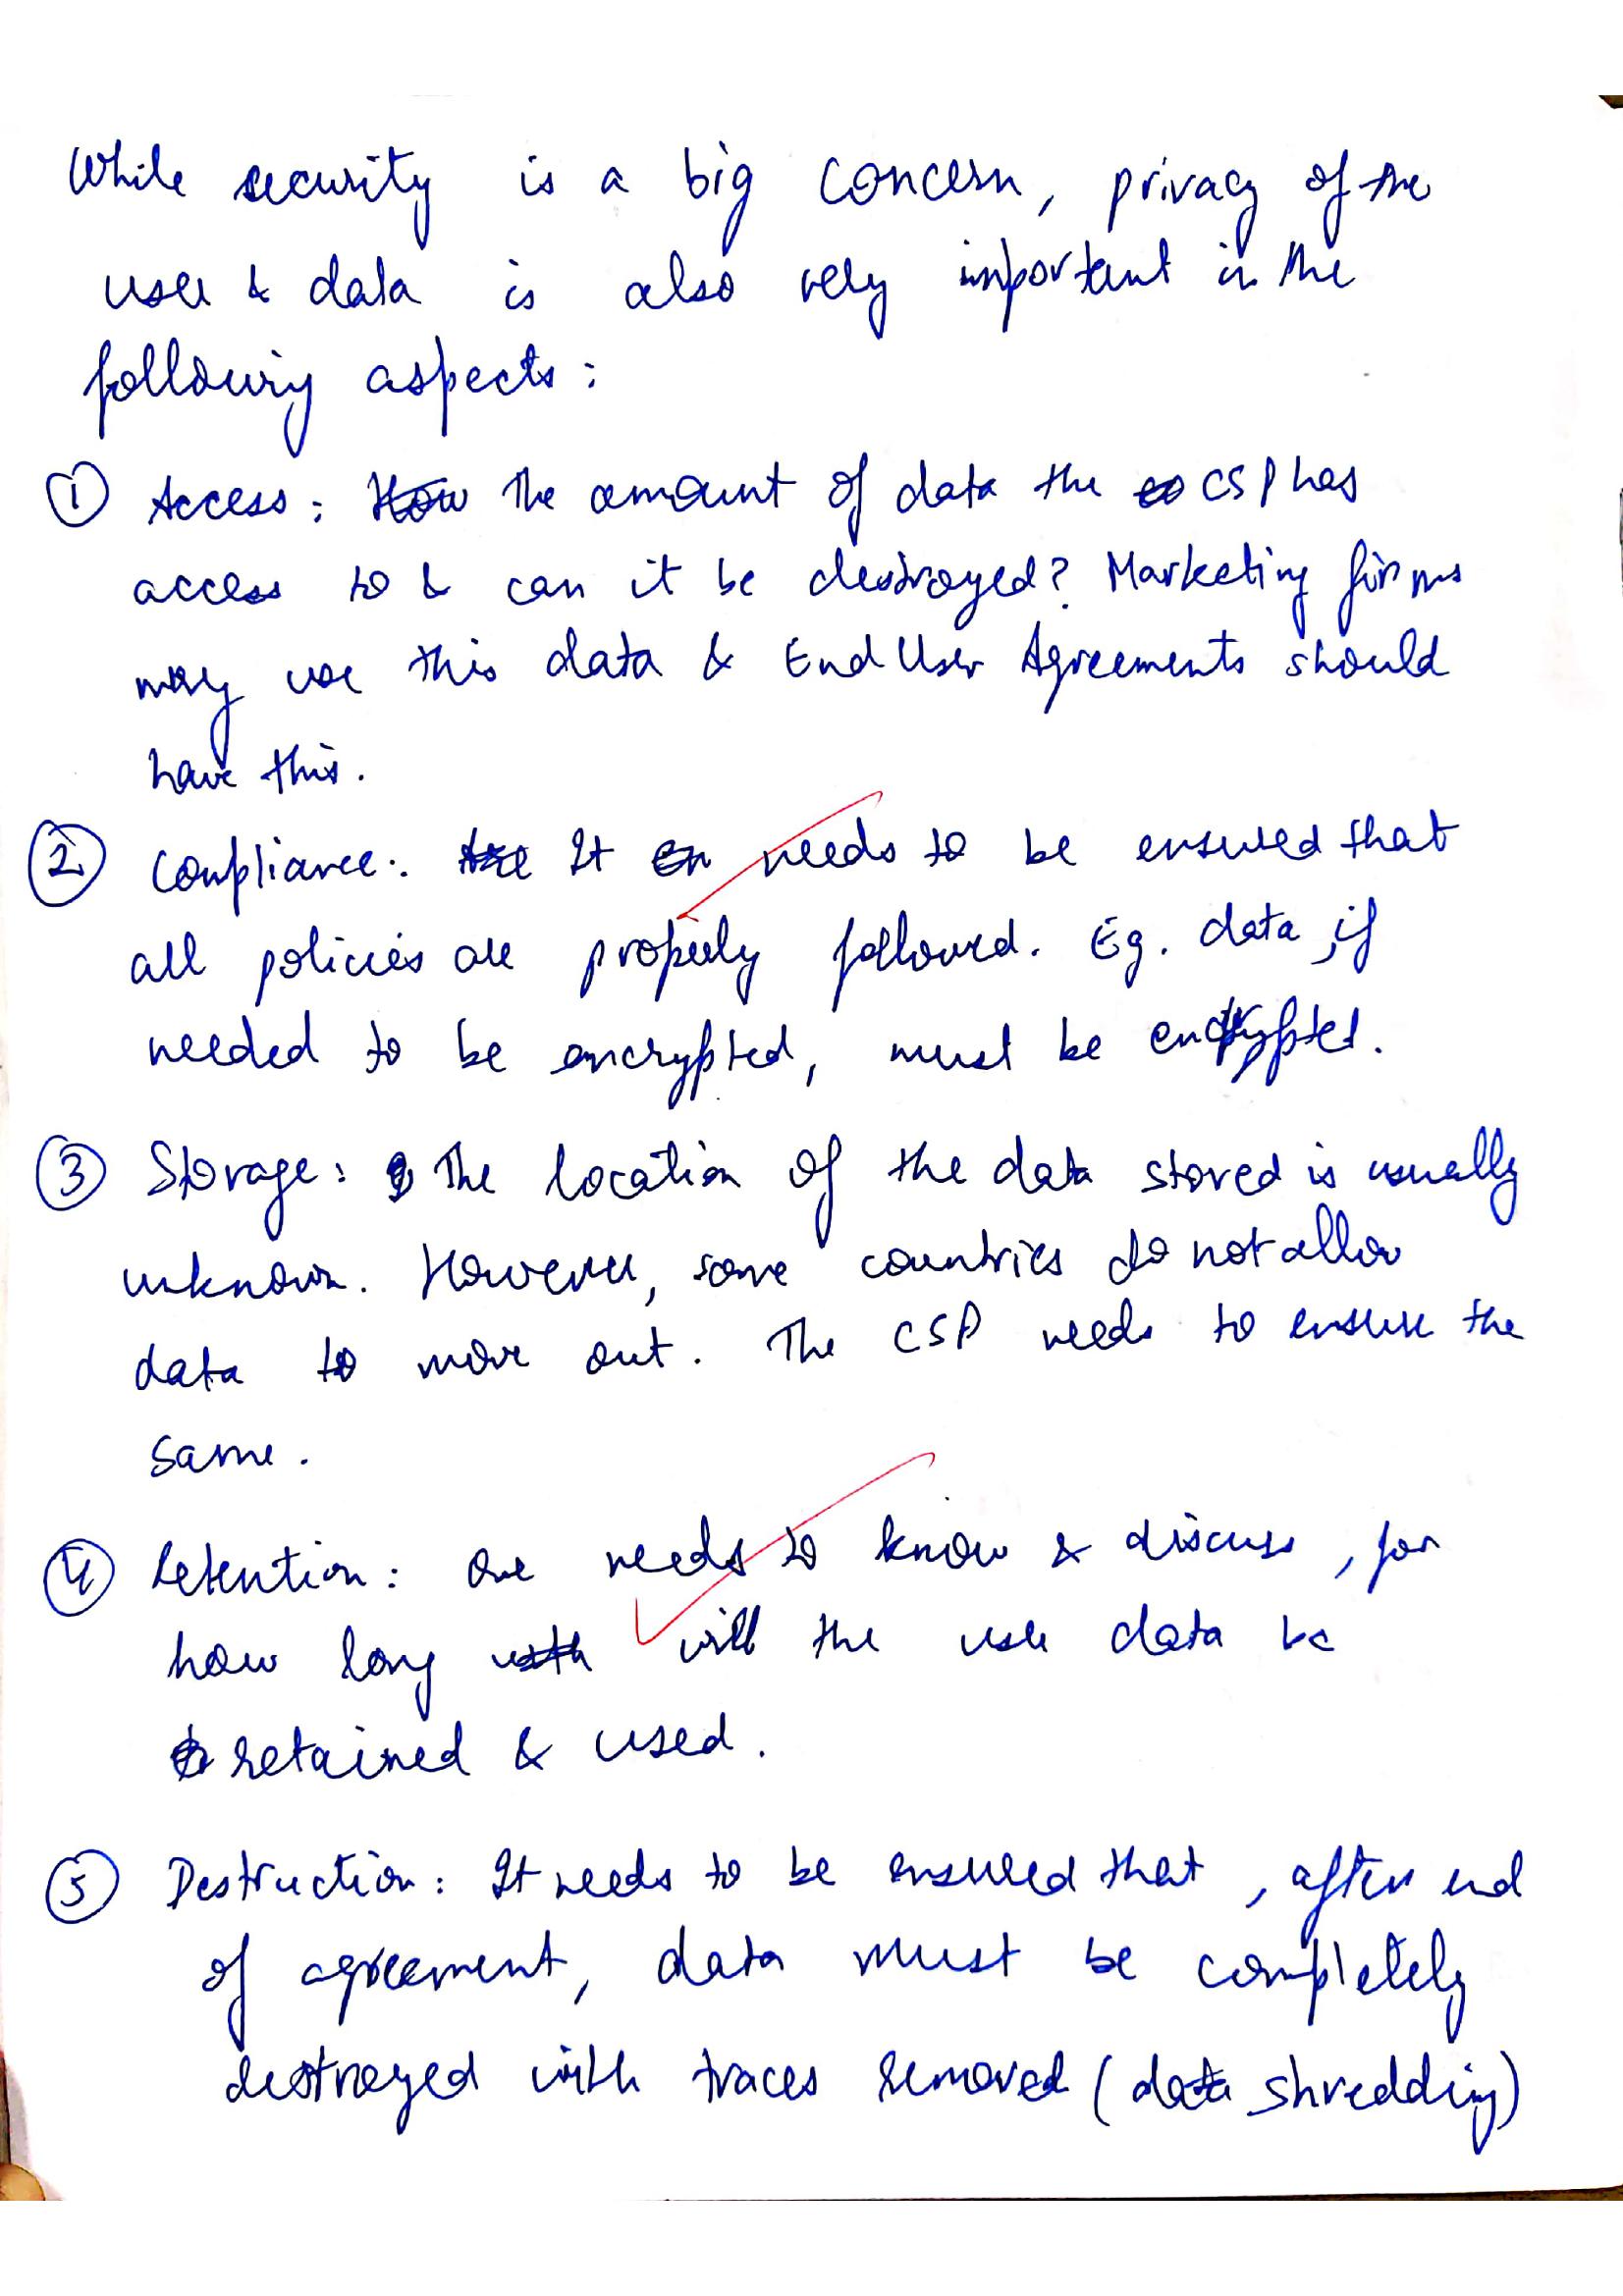 While security is a big concern, privacy of the
user & data is also very important in the
following aspects:
① Access: How The amount of data the CSP has
access to & can it be destroyed? Marketing firms
may use this data & End User Agreements should
have this.
② Compliance: It en needs to be ensured that
all policies are properly followed. Eg. data, if
needed to be encrypted, must be encrypted.
③ Storage: The location of the data stored is usually
unknown. However, some countries do not allow
data to move out. The CSP needs to ensure the
same.
④ Retention: One needs to know & discuss, for
how long will the user data be
retained & used.
⑤ Destruction: It needs to be ensured that, after end
of agreement, data must be completely
destroyed with traces removed (data shredding)